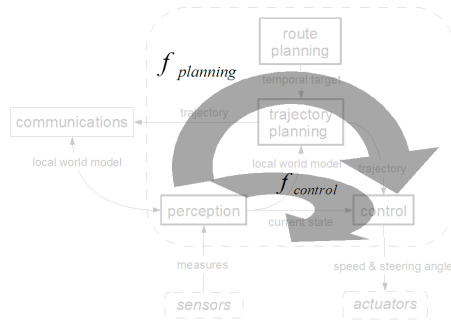 route
planning
f planning
temporal target
trajectory
communications
trajectory
planning
local world model
local world model
trajectory
f control
perception
control
current state
measures
speed & steering angle
sensors
actuators